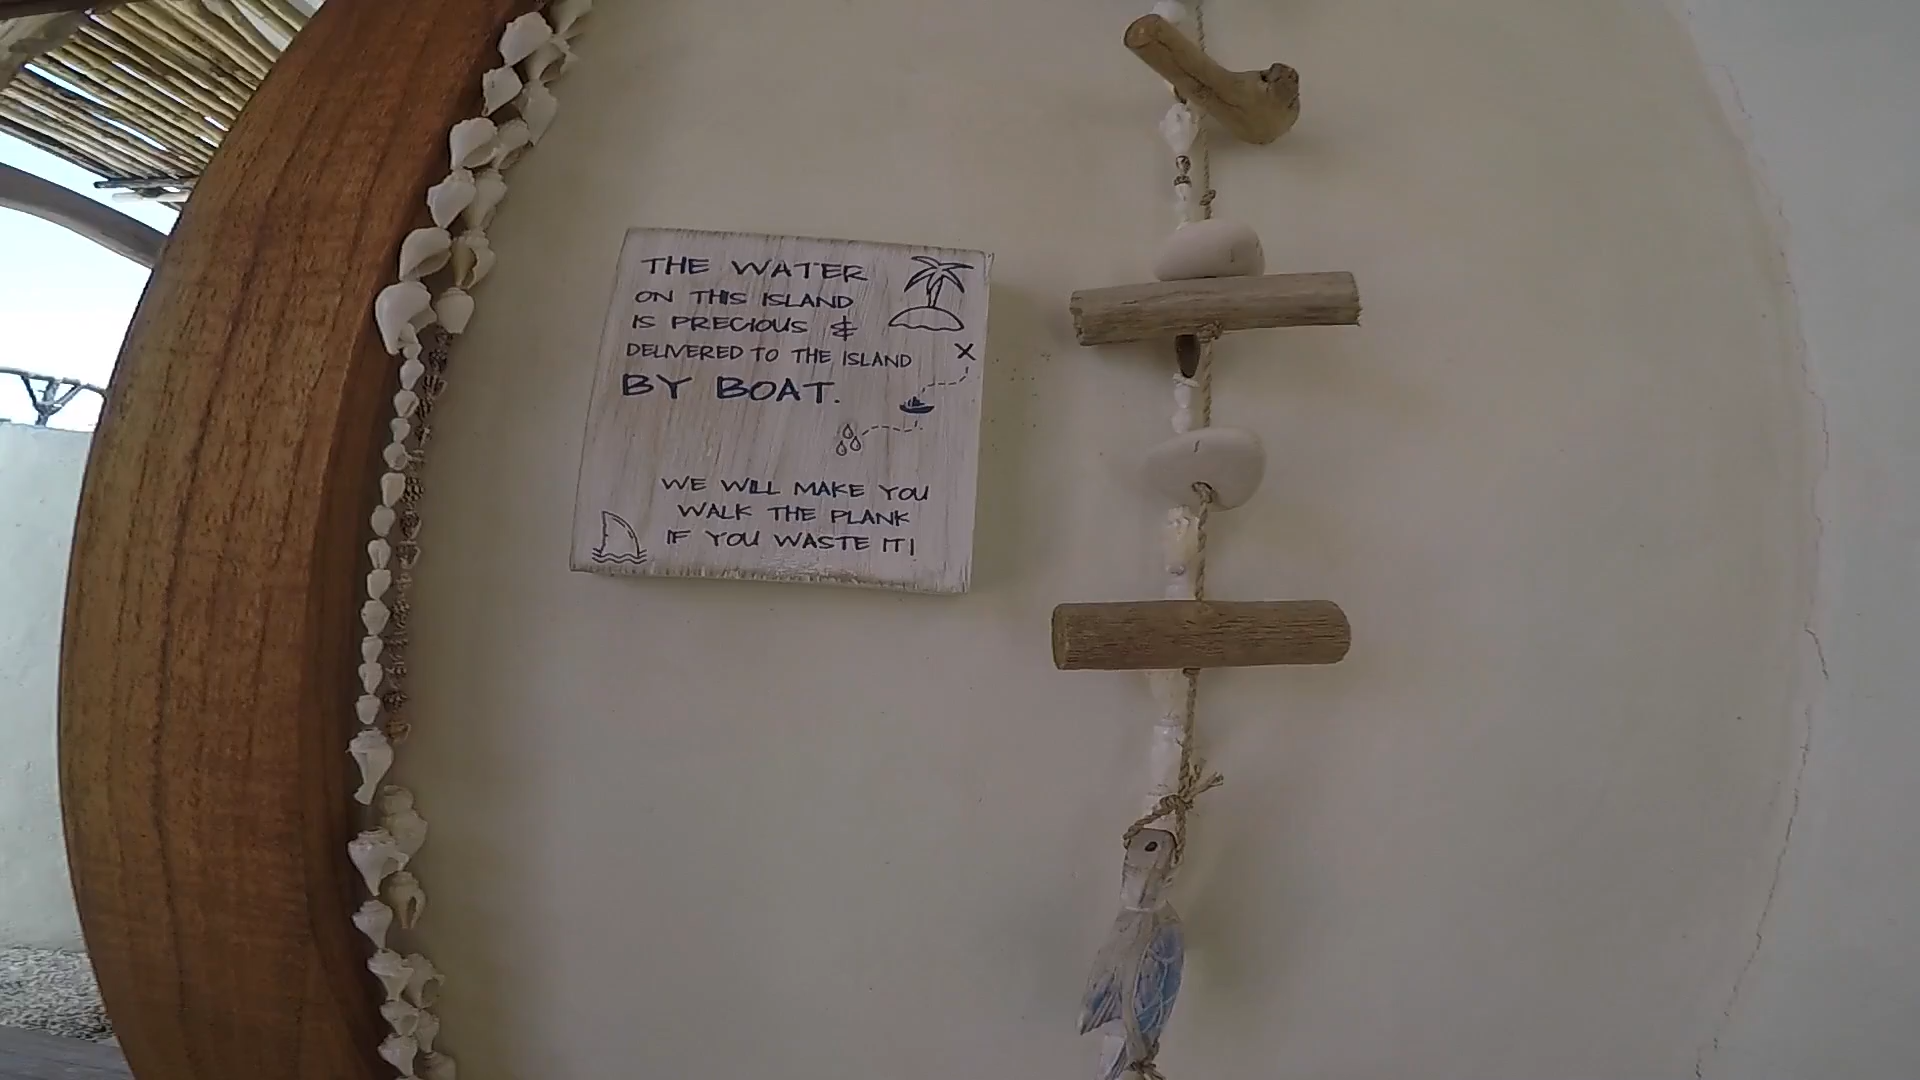 THE WATER
ON THIS ISLAND
IS PRECIOUS &
DELIVERED TO THE ISLAND
BY BOAT.
X
WE WILL MAKE YOU
WALK THE PLANK
IF YOU WASTE IT!